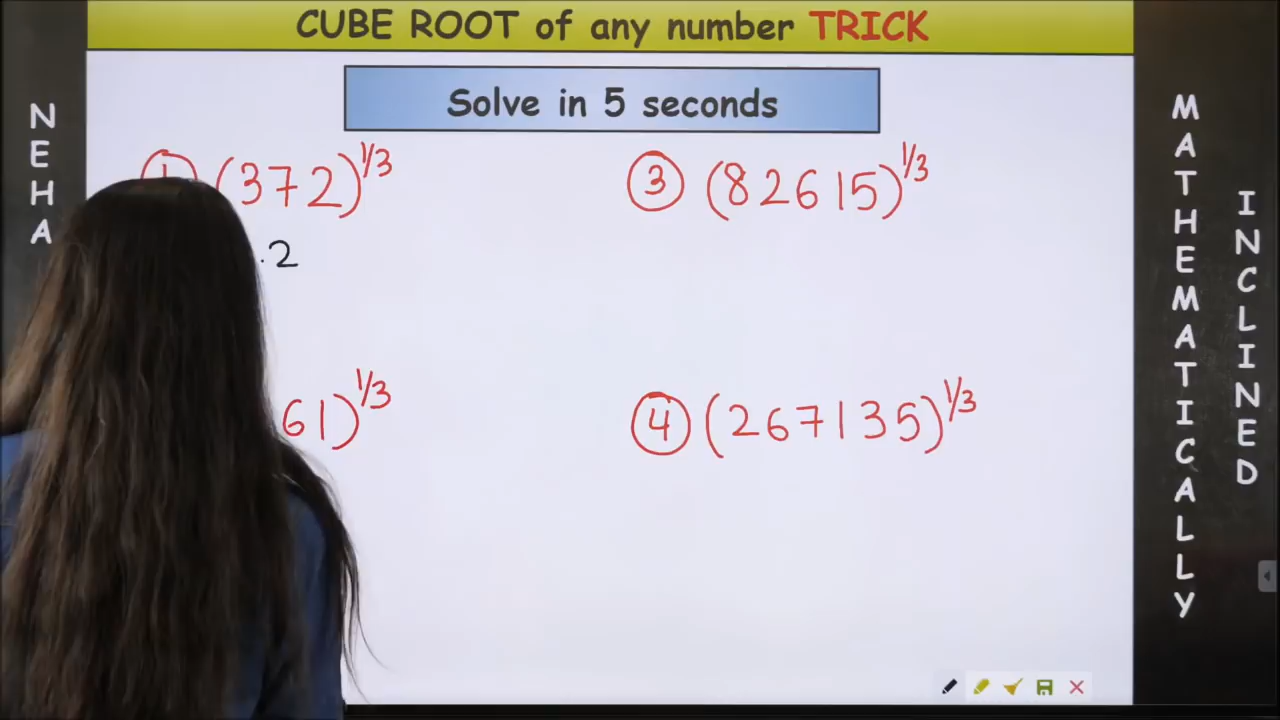 CUBE ROOT of any number TRICK
Solve in 5 seconds
NEHA
(372)^1/3
.2
61)^1/3
③ (82615)^1/3
④ (267135)^1/3
MATHEMATICALLY
INCLINED